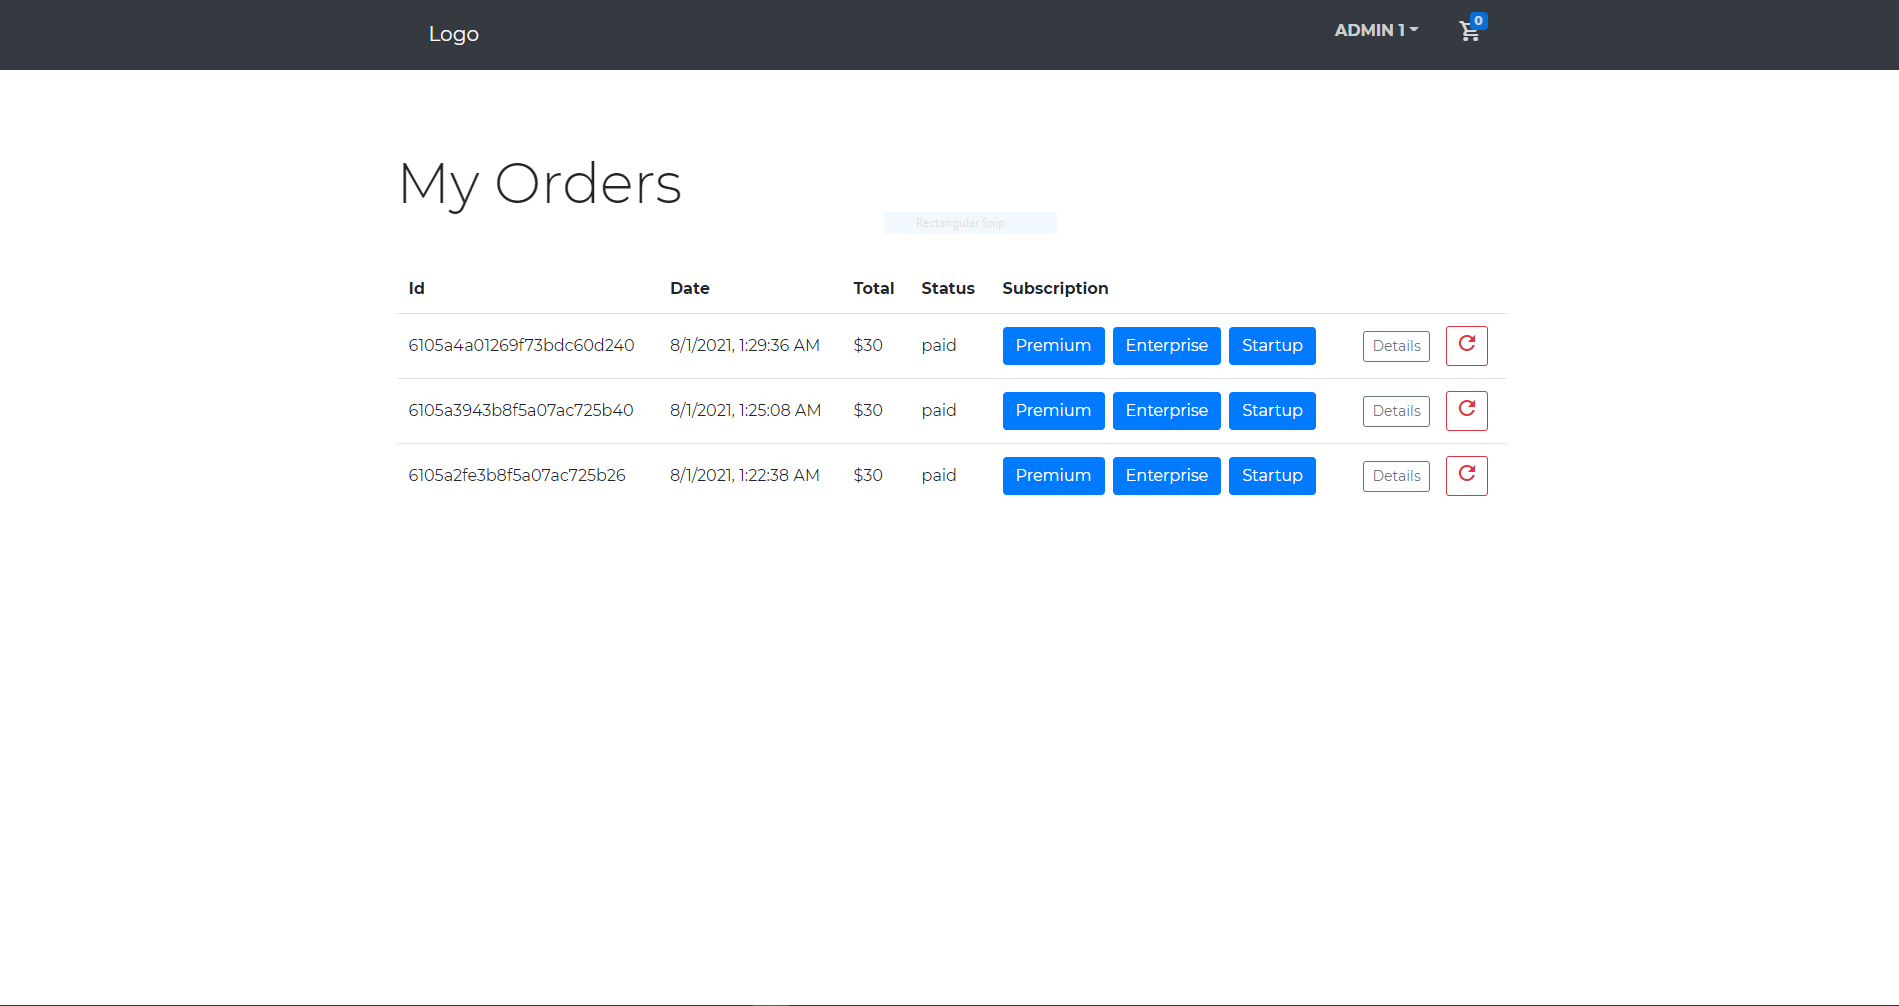 Logo
ADMIN 1
0
My Orders
Rectangular Snip
Id Date Total Status Subscription
6105a4a01269f73bdc60d240 8/1/2021, 1:29:36 AM $30 paid Premium Enterprise Startup Details
6105a3943b8f5a07ac725b40 8/1/2021, 1:25:08 AM $30 paid Premium Enterprise Startup Details
6105a2fe3b8f5a07ac725b26 8/1/2021, 1:22:38 AM $30 paid Premium Enterprise Startup Details